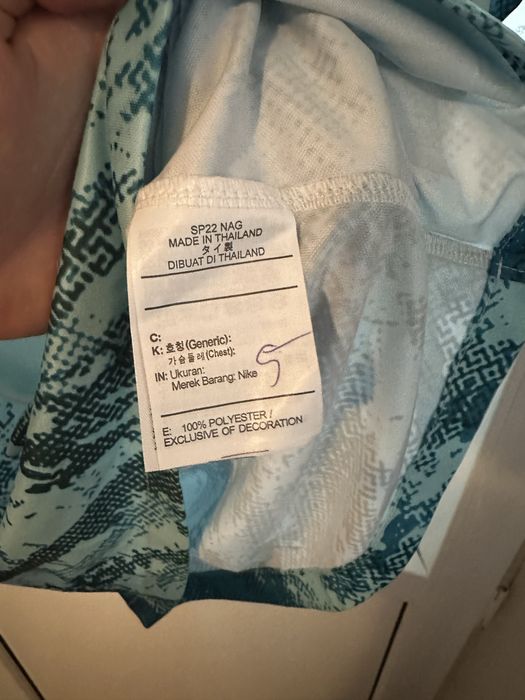 SP22 NAG
MADE IN THAILAND
タイ製
DIBUAT DI THAILAND
C:
K: 호칭 (Generic):
가슴둘레 (Chest):
IN: Ukuran:
Merek Barang: Nike
S
E: 100% POLYESTER /
EXCLUSIVE OF DECORATION